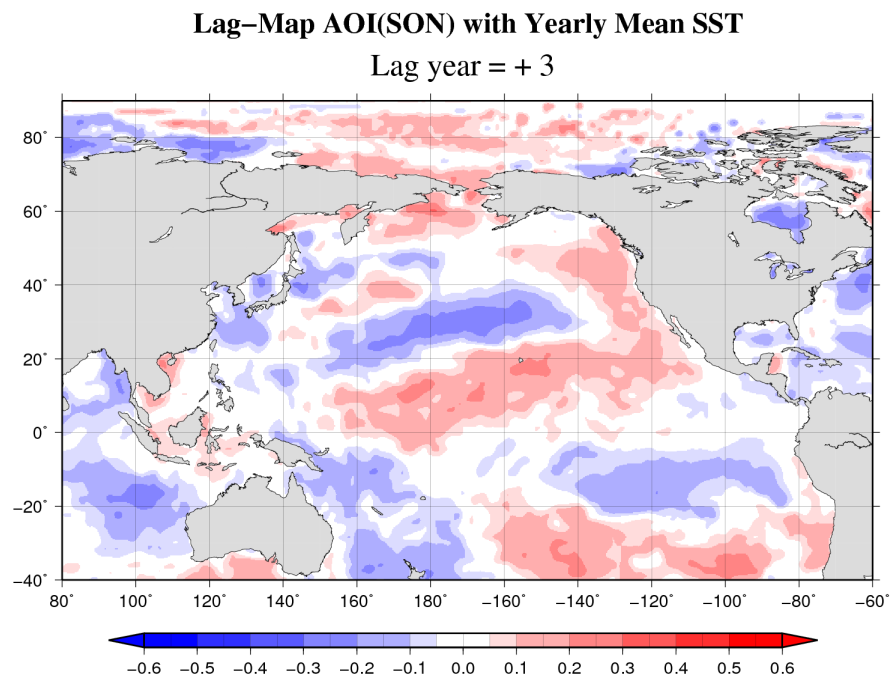 Lag−Map AOI(SON) with Yearly Mean SST
Lag year = + 3
80˚
60˚
40˚
20˚
0˚
−20˚
−40˚
80˚ 100˚ 120˚ 140˚ 160˚ 180˚ −160˚ −140˚ −120˚ −100˚ −80˚ −60˚
−0.6 −0.5 −0.4 −0.3 −0.2 −0.1 0.0 0.1 0.2 0.3 0.4 0.5 0.6